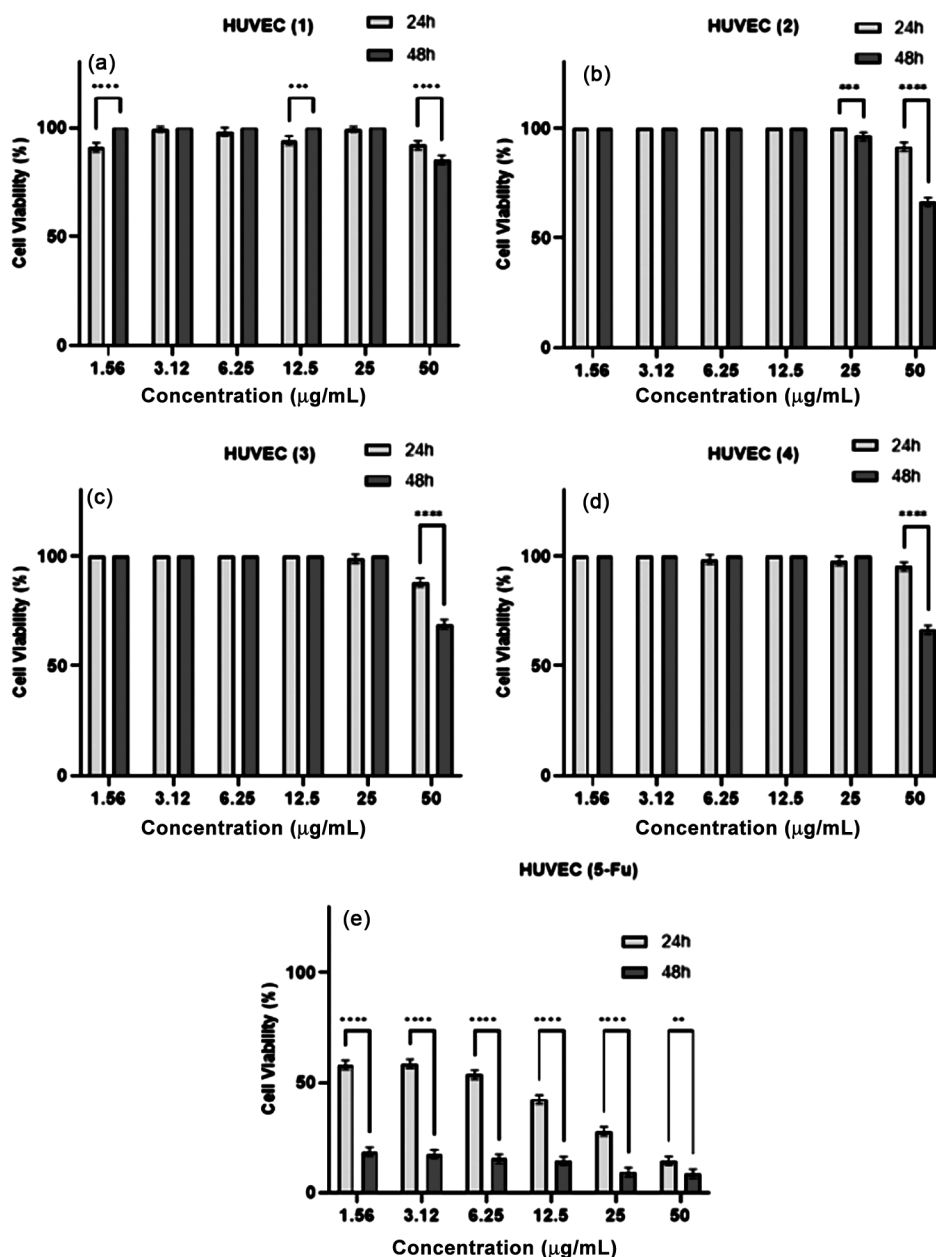 HUVEC (1)
24h
48h
(a)
**** *** ****
100
50
0
Cell Viability (%)
1.56 3.12 6.25 12.5 25 50
Concentration (μg/mL)
HUVEC (2)
24h
48h
(b)
*** ****
100
50
0
Cell Viability (%)
1.56 3.12 6.25 12.5 25 50
Concentration (μg/mL)
HUVEC (3)
24h
48h
(c)
****
100
50
0
Cell Viability (%)
1.56 3.12 6.25 12.5 25 50
Concentration (μg/mL)
HUVEC (4)
24h
48h
(d)
****
100
50
0
Cell Viability (%)
1.56 3.12 6.25 12.5 25 50
Concentration (μg/mL)
HUVEC (5-Fu)
(e)
24h
48h
**** **** **** **** **** **
100
50
0
Cell Viability (%)
1.56 3.12 6.25 12.5 25 50
Concentration (μg/mL)